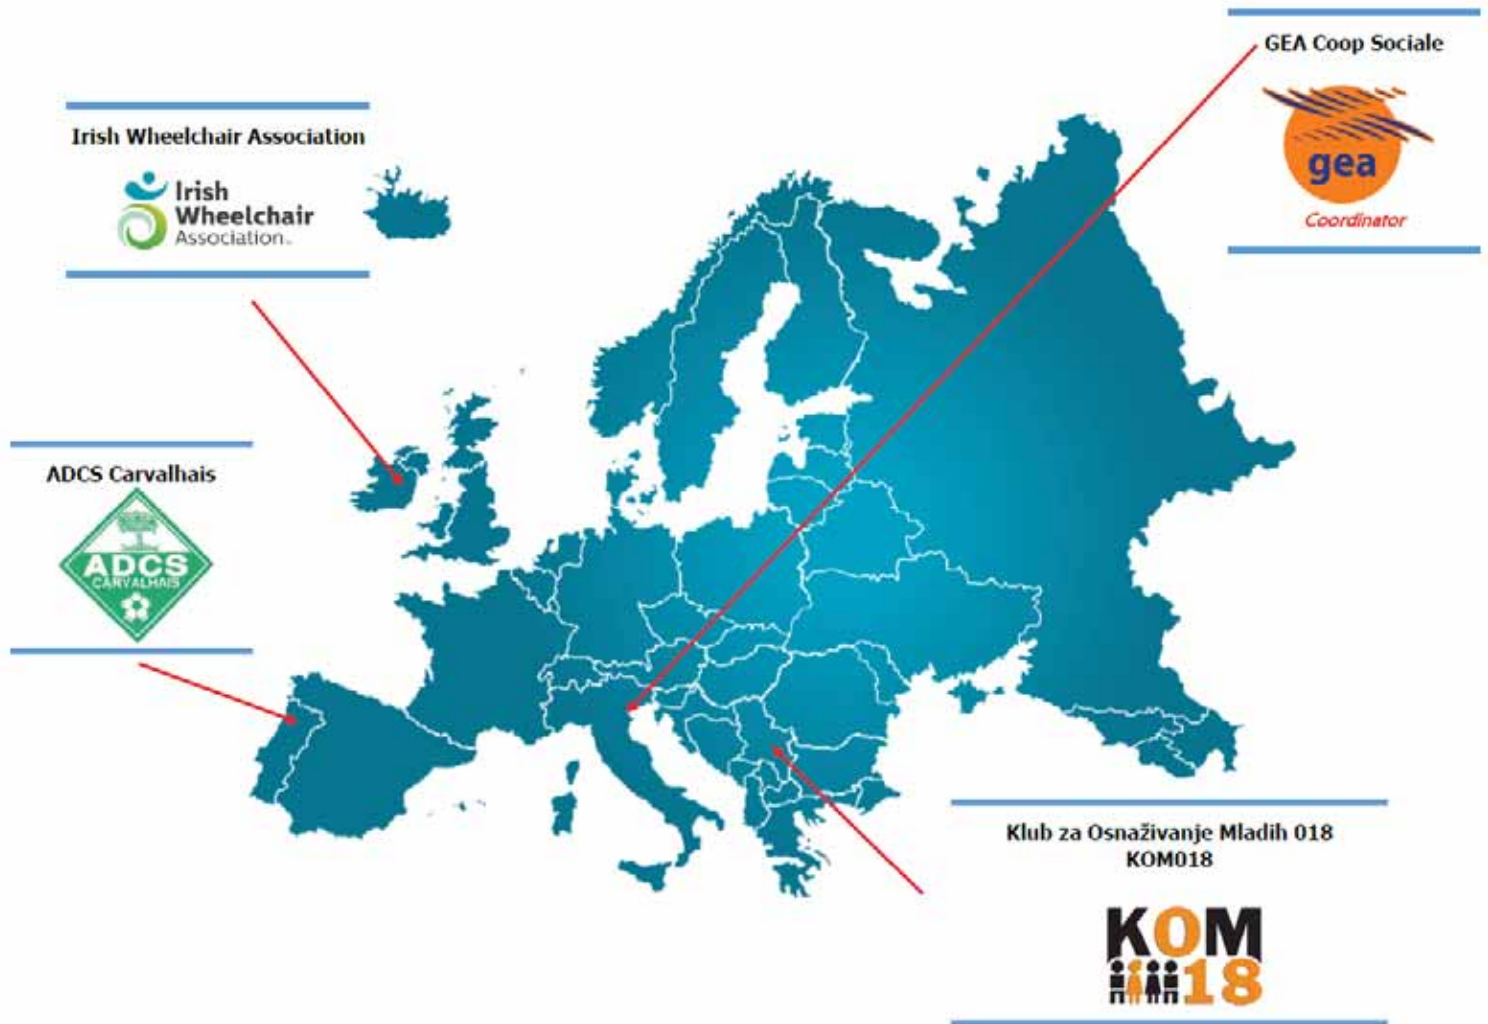 GEA Coop Sociale
gea
Coordinator
Irish Wheelchair Association
Irish
Wheelchair
Association
ADCS Carvalhais
ADCS
CARVALHAIS
Klub za Osnaživanje Mladih 018
KOM018
KOM
18